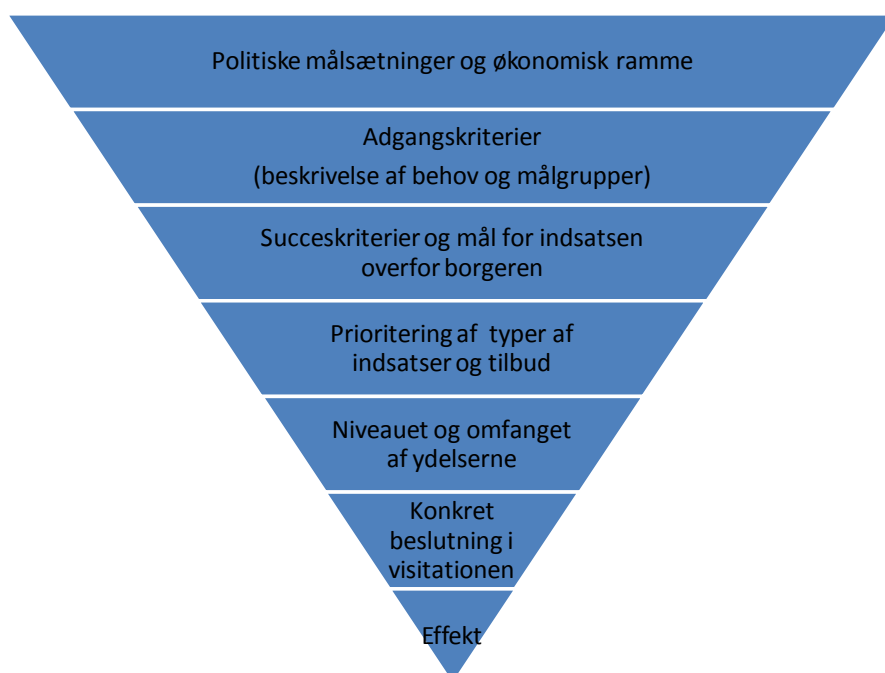 Politiske målsætninger og økonomisk ramme
Adgangskriterier
(beskrivelse af behov og målgrupper)
Succeskriterier og mål for indsatsen
overfor borgeren
Prioritering af typer af
indsatser og tilbud
Niveauet og omfanget
af ydelserne
Konkret
beslutning i
visitationen
Effekt